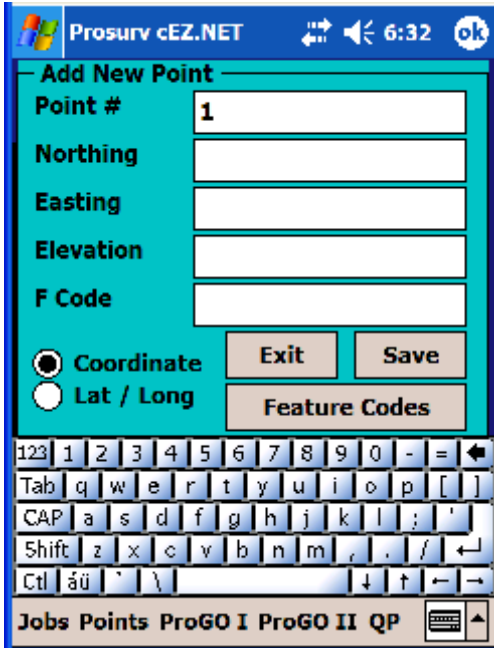 Prosurv cEZ.NET 6:32 ok
Add New Point
Point # 1
Northing
Easting
Elevation
F Code
Coordinate Exit Save
Lat / Long Feature Codes
123 1 2 3 4 5 6 7 8 9 0 - =
Tab q w e r t y u i o p [ ]
CAP a s d f g h j k l ; '
Shift z x c v b n m , . /
Ctl áü ` \
Jobs Points ProGO I ProGO II QP